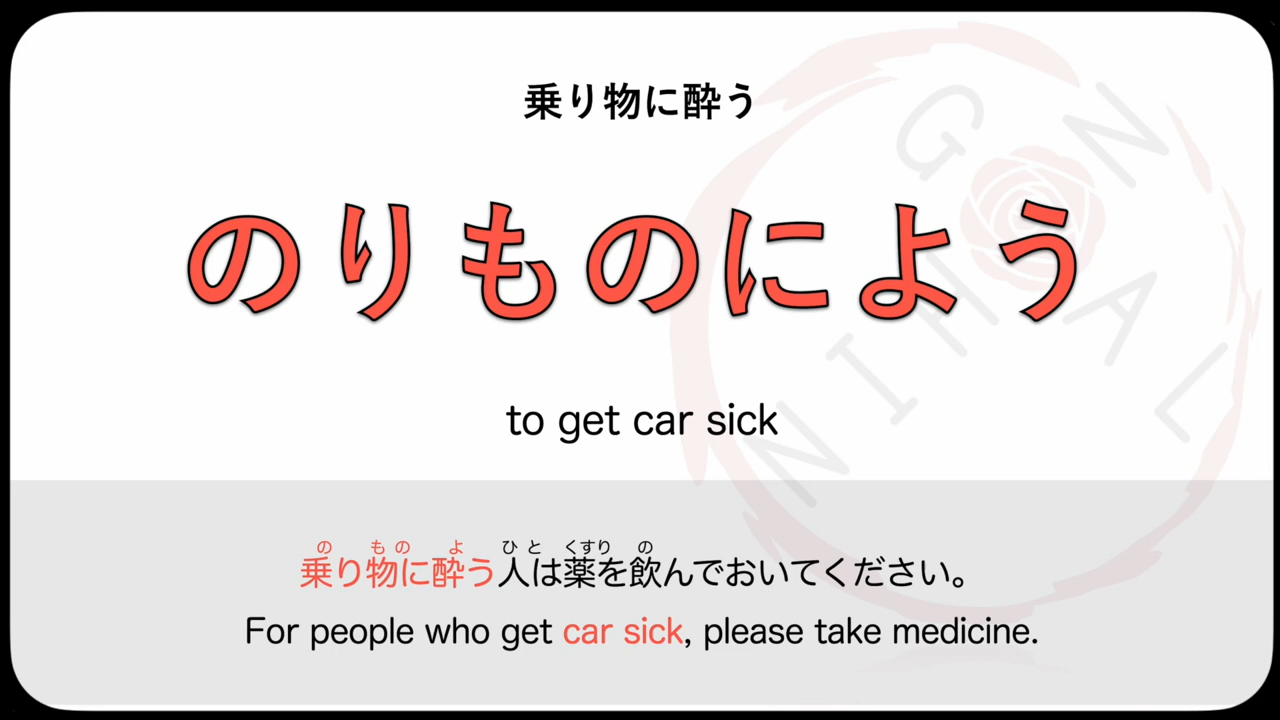 乗り物に酔う
のりものによう
to get car sick
の もの よ ひと くすり の
乗り物に酔う人は薬を飲んでおいてください。
For people who get car sick, please take medicine.
NIHONGONAL